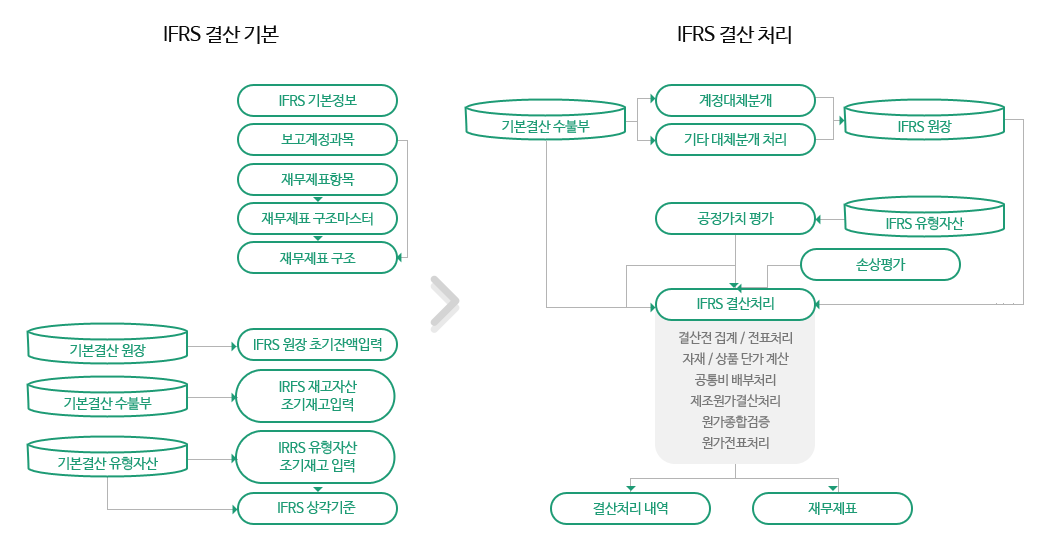 IFRS 결산 기본
IFRS 기본정보
보고계정과목
재무제표항목
재무제표 구조마스터
재무제표 구조
기본결산 원장
IFRS 원장 초기잔액입력
기본결산 수불부
IRFS 재고자산
조기재고입력
기본결산 유형자산
IRRS 유형자산
조기재고 입력
IFRS 상각기준
IFRS 결산 처리
기본결산 수불부
계정대체분개
기타 대체분개 처리
IFRS 원장
공정가치 평가
IFRS 유형자산
손상평가
IFRS 결산처리
결산전 집계 / 전표처리
자재 / 상품 단가 계산
공통비 배부처리
제조원가결산처리
원가종합검증
원가전표처리
결산처리 내역
재무제표